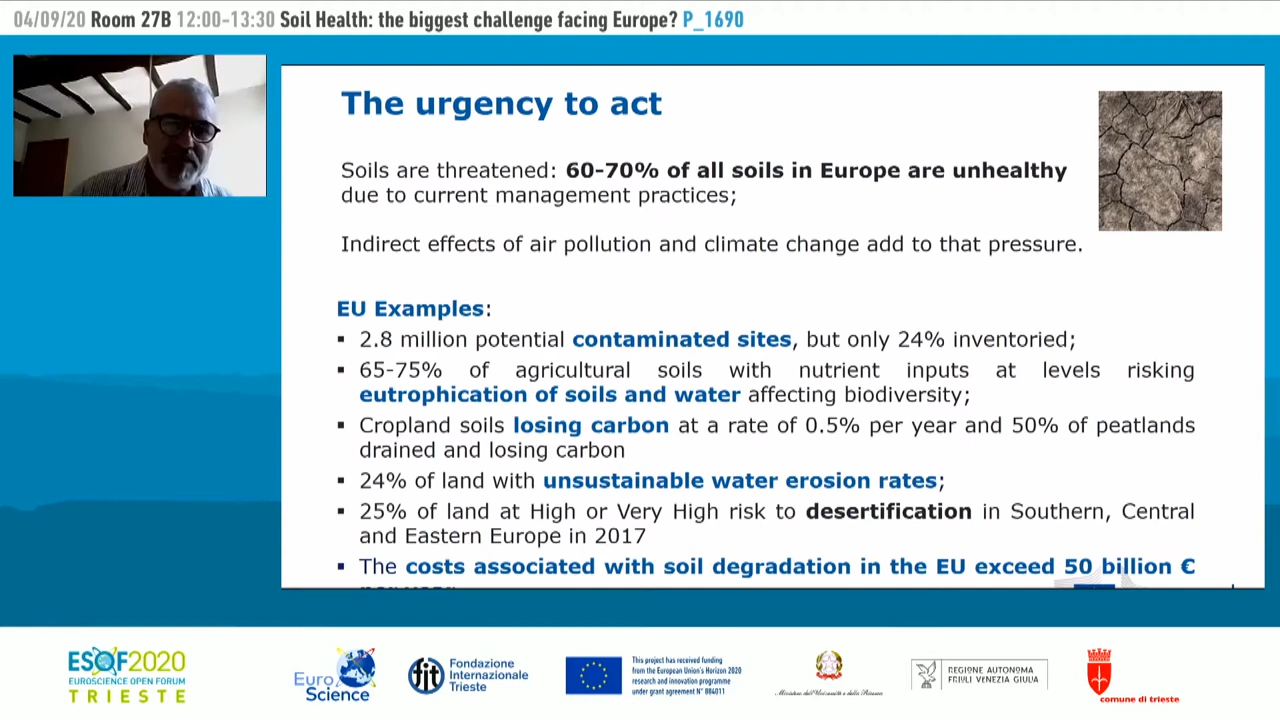 04/09/20 Room 27B 12:00-13:30 Soil Health: the biggest challenge facing Europe? P_1690
The urgency to act
Soils are threatened: 60-70% of all soils in Europe are unhealthy
due to current management practices;
Indirect effects of air pollution and climate change add to that pressure.
EU Examples:
▪ 2.8 million potential contaminated sites, but only 24% inventoried;
▪ 65-75% of agricultural soils with nutrient inputs at levels risking
eutrophication of soils and water affecting biodiversity;
▪ Cropland soils losing carbon at a rate of 0.5% per year and 50% of peatlands
drained and losing carbon
▪ 24% of land with unsustainable water erosion rates;
▪ 25% of land at High or Very High risk to desertification in Southern, Central
and Eastern Europe in 2017
▪ The costs associated with soil degradation in the EU exceed 50 billion €
ESOF2020
EUROSCIENCE OPEN FORUM
TRIESTE
Euro
Science
fit
Fondazione
Internazionale
Trieste
This project has received funding
from the European Union's Horizon 2020
research and innovation programme
under grant agreement N° 884011
Ministero dell'Università e della Ricerca
REGIONE AUTONOMA
FRIULI VENEZIA GIULIA
comune di trieste